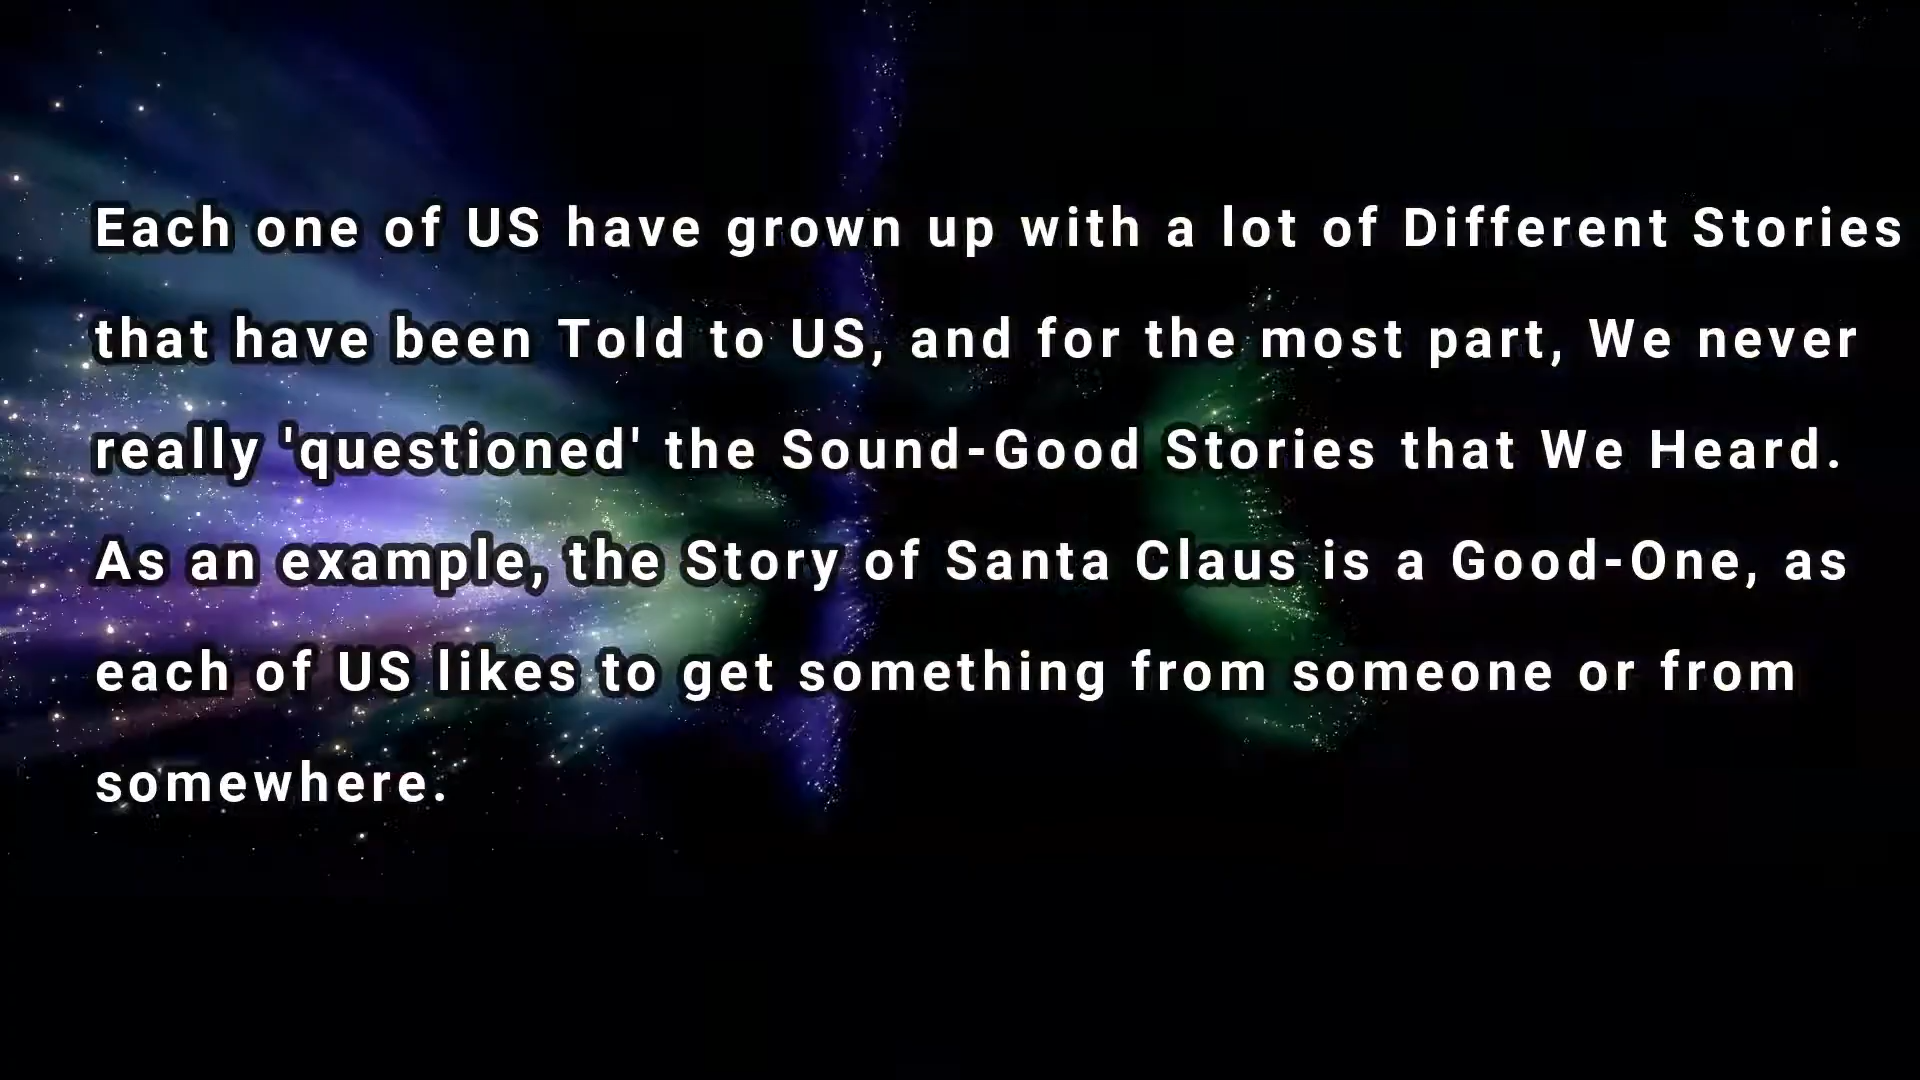 Each one of US have grown up with a lot of Different Stories
that have been Told to US, and for the most part, We never
really 'questioned' the Sound-Good Stories that We Heard.
As an example, the Story of Santa Claus is a Good-One, as
each of US likes to get something from someone or from
somewhere.